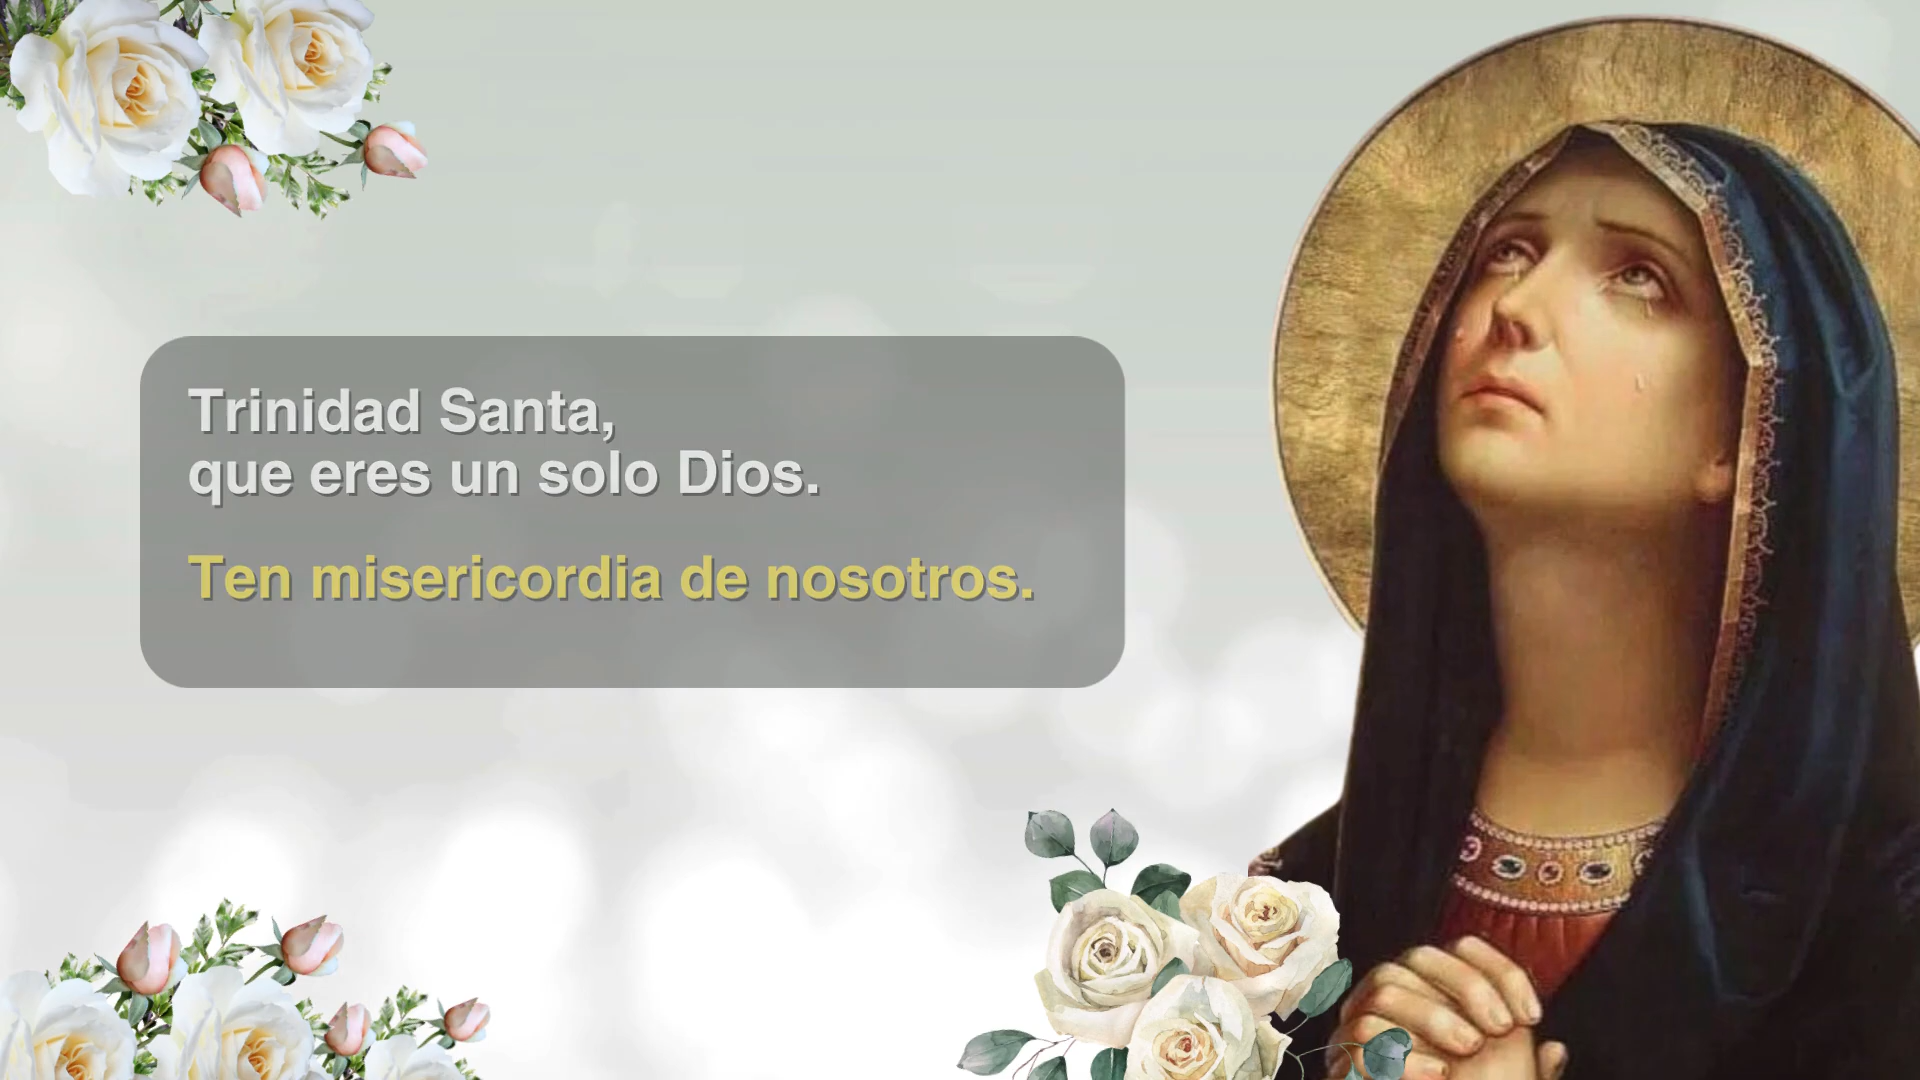 Trinidad Santa,
que eres un solo Dios.
Ten misericordia de nosotros.